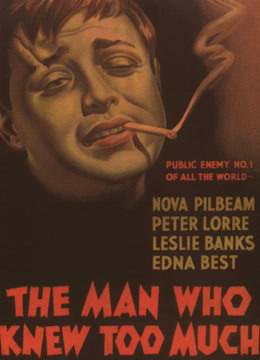 PUBLIC ENEMY NO.1
OF ALL THE WORLD--
NOVA PILBEAM
PETER LORRE
LESLIE BANKS
EDNA BEST
THE MAN WHO
KNEW TOO MUCH